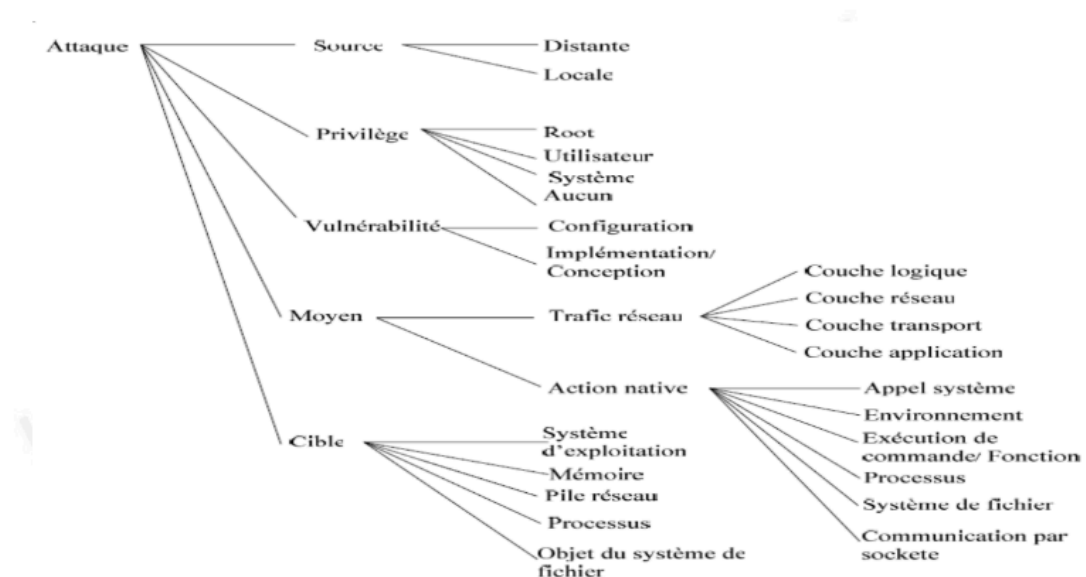 Attaque
Source
Distante
Locale
Privilège
Root
Utilisateur
Système
Aucun
Vulnérabilité
Configuration
Implémentation/
Conception
Moyen
Trafic réseau
Couche logique
Couche réseau
Couche transport
Couche application
Action native
Appel système
Environnement
Exécution de
commande/ Fonction
Processus
Système de fichier
Communication par
sockete
Cible
Système
d'exploitation
Mémoire
Pile réseau
Processus
Objet du système de
fichier